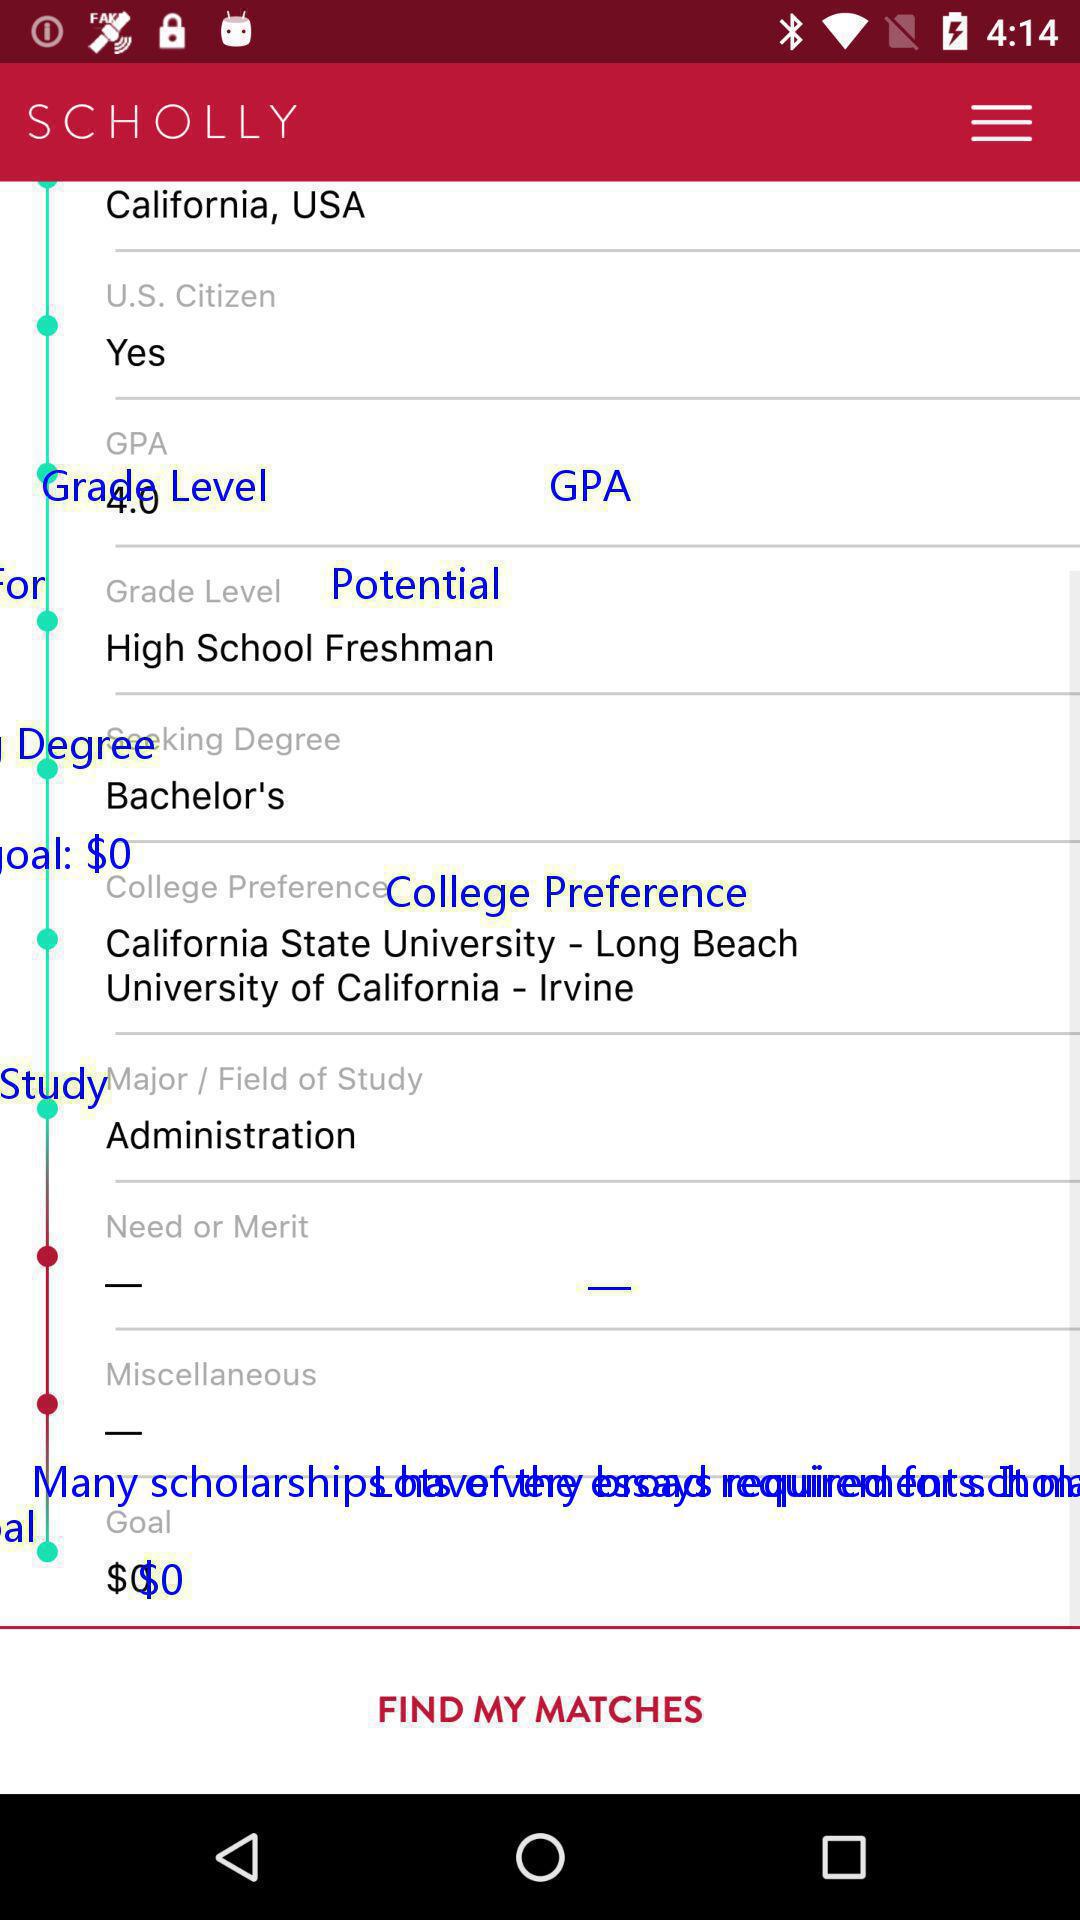 FAK
4:14
SCHOLLY
California, USA
U.S. Citizen
Yes
GPA
4.0
Grade Level
GPA
For
Potential
Grade Level
High School Freshman
Seeking Degree
Degree
Bachelor's
goal: $0
College Preference
College Preference
California State University - Long Beach
University of California - Irvine
Study
Major / Field of Study
Administration
Need or Merit
—
—
Miscellaneous
—
Many scholarships have very broad requirements. It
Lots of the essays required for
Goal
$0
$0
FIND MY MATCHES